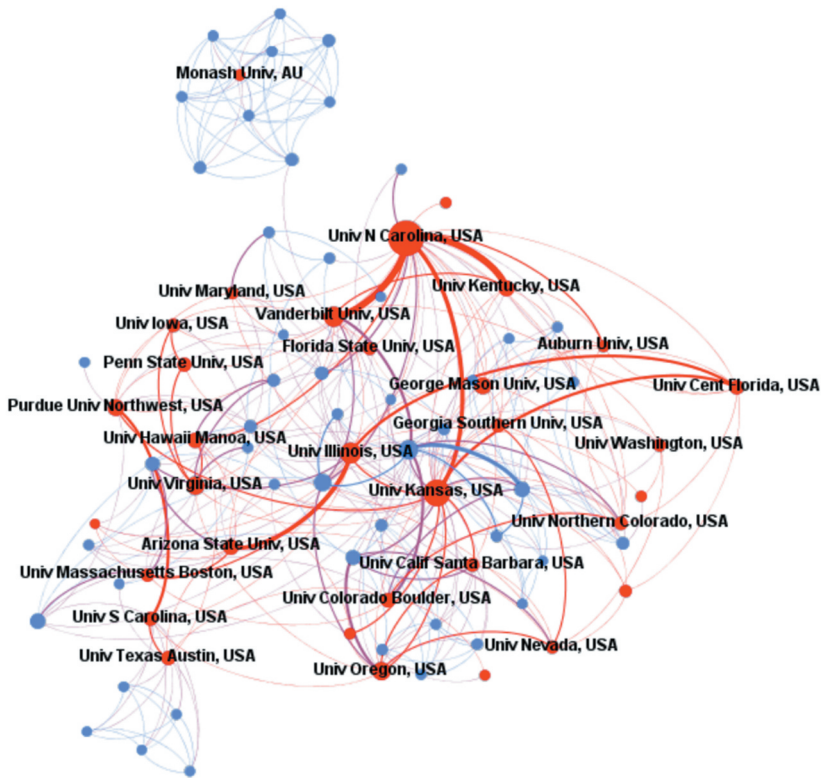 Monash Univ, AU
Univ N Carolina, USA
Univ Maryland, USA
Univ Kentucky, USA
Vanderbilt Univ, USA
Univ Iowa, USA
Florida State Univ, USA
Auburn Univ, USA
Penn State Univ, USA
George Mason Univ, USA
Univ Cent Florida, USA
Purdue Univ Northwest, USA
Georgia Southern Univ, USA
Univ Hawaii Manoa, USA
Univ Washington, USA
Univ Illinois, USA
Univ Virginia, USA
Univ Kansas, USA
Univ Northern Colorado, USA
Arizona State Univ, USA
Univ Calif Santa Barbara, USA
Univ Massachusetts Boston, USA
Univ Colorado Boulder, USA
Univ S Carolina, USA
Univ Nevada, USA
Univ Texas Austin, USA
Univ Oregon, USA